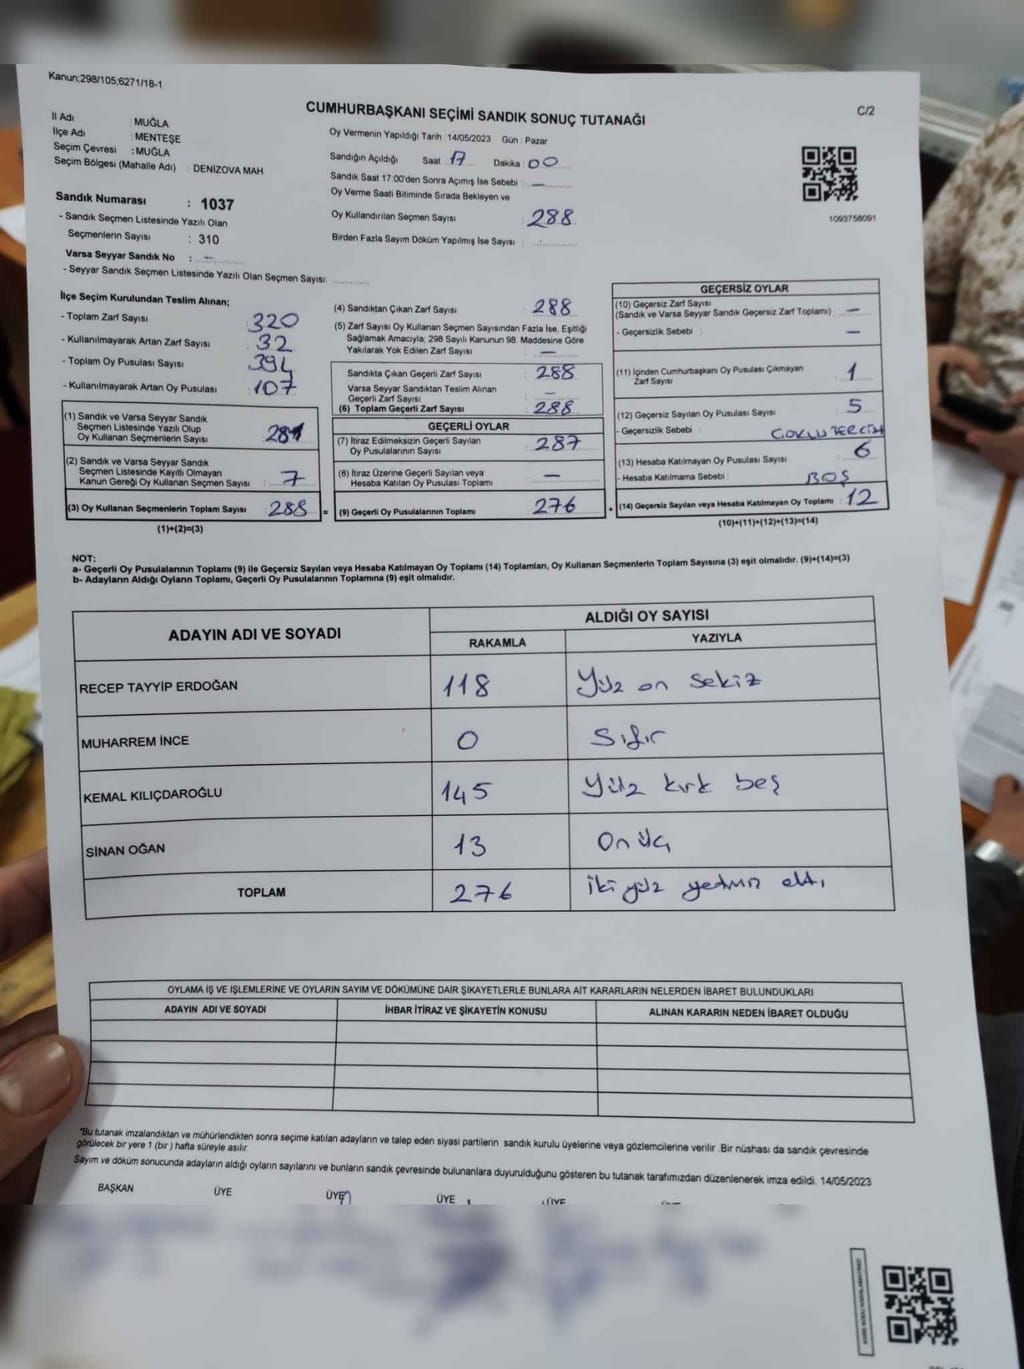 Kanun:298/105;6271/18-1
C/2
CUMHURBAŞKANI SEÇİMİ SANDIK SONUÇ TUTANAĞI
İl Adı : MUĞLA
İlçe Adı : MENTEŞE
Seçim Çevresi : MUĞLA
Seçim Bölgesi (Mahalle Adı) : DENİZOVA MAH
Sandık Numarası : 1037
- Sandık Seçmen Listesinde Yazılı Olan
Seçmenlerin Sayısı : 310
Varsa Seyyar Sandık No : —
- Seyyar Sandık Seçmen Listesinde Yazılı Olan Seçmen Sayısı:
Oy Vermenin Yapıldığı Tarih : 14/05/2023 Gün : Pazar
Sandığın Açıldığı Saat 17 Dakika : 00
Sandık Saat 17:00'den Sonra Açımış İse Sebebi : —
Oy Verme Saati Bitiminde Sırada Bekleyen ve
Oy Kullandırılan Seçmen Sayısı : 288
Birden Fazla Sayım Döküm Yapılmış İse Sayısı :
1093758091
İlçe Seçim Kurulundan Teslim Alınan;
- Toplam Zarf Sayısı 320
- Kullanılmayarak Artan Zarf Sayısı : 32
- Toplam Oy Pusulası Sayısı : 394
- Kullanılmayarak Artan Oy Pusulası : 107
(1) Sandık ve Varsa Seyyar Sandık
Seçmen Listesinde Yazılı Olup
Oy Kullanan Seçmenlerin Sayısı : 281
(2) Sandık ve Varsa Seyyar Sandık
Seçmen Listesinde Kayıtlı Olmayan
Kanun Gereği Oy Kullanan Seçmen Sayısı : 7
(3) Oy Kullanan Seçmenlerin Toplam Sayısı : 288 =
(1)+(2)=(3)
(4) Sandıktan Çıkan Zarf Sayısı : 288
(5) Zarf Sayısı Oy Kullanan Seçmen Sayısından Fazla İse, Eşitliği
Sağlamak Amacıyla; 298 Sayılı Kanunun 98. Maddesine Göre
Yakılarak Yok Edilen Zarf Sayısı : —
Sandıkta Çıkan Geçerli Zarf Sayısı : 288
Varsa Seyyar Sandıktan Teslim Alınan
Geçerli Zarf Sayısı : —
(6) Toplam Geçerli Zarf Sayısı : 288
GEÇERLİ OYLAR
(7) İtiraz Edilmeksizin Geçerli Sayılan
Oy Pusulalarının Sayısı : 287
(8) İtiraz Üzerine Geçerli Sayılan veya
Hesaba Katılan Oy Pusulası Toplamı : —
(9) Geçerli Oy Pusulalarının Toplamı : 276 +
GEÇERSİZ OYLAR
(10) Geçersiz Zarf Sayısı
(Sandık ve Varsa Seyyar Sandık Geçersiz Zarf Toplamı) : —
- Geçersizlik Sebebi : —
(11) İçinden Cumhurbaşkanı Oy Pusulası Çıkmayan
Zarf Sayısı : 1
(12) Geçersiz Sayılan Oy Pusulası Sayısı : 5
- Geçersizlik Sebebi : ÇOKLU TERCİH
(13) Hesaba Katılmayan Oy Pusulası Sayısı : 6
- Hesaba Katılmama Sebebi : BOŞ
(14) Geçersiz Sayılan veya Hesaba Katılmayan Oy Toplamı : 12
(10)+(11)+(12)+(13)=(14)
NOT:
a- Geçerli Oy Pusulalarının Toplamı (9) ile Geçersiz Sayılan veya Hesaba Katılmayan Oy Toplamı (14) Toplamları, Oy Kullanan Seçmenlerin Toplam Sayısına (3) eşit olmalıdır. (9)+(14)=(3)
b- Adayların Aldığı Oyların Toplamı, Geçerli Oy Pusulalarının Toplamına (9) eşit olmalıdır.
ADAYIN ADI VE SOYADI ALDIĞI OY SAYISI
RAKAMLA YAZIYLA
RECEP TAYYİP ERDOĞAN 118 Yüz on sekiz
MUHARREM İNCE 0 Sıfır
KEMAL KILIÇDAROĞLU 145 Yüz kırk beş
SİNAN OĞAN 13 On üç
TOPLAM 276 iki yüz yetmiş altı
OYLAMA İŞ VE İŞLEMLERİNE VE OYLARIN SAYIM VE DÖKÜMÜNE DAİR ŞİKAYETLERLE BUNLARA AİT KARARLARIN NELERDEN İBARET BULUNDUKLARI
ADAYIN ADI VE SOYADI İHBAR İTİRAZ VE ŞİKAYETİN KONUSU ALINAN KARARIN NEDEN İBARET OLDUĞU
*Bu tutanak imzalandıktan ve mühürlendikten sonra seçime katılan adayların ve talep eden siyasi partilerin sandık kurulu üyelerine veya gözlemcilerine verilir .Bir nüshası da sandık çevresinde
görülecek bir yere 1 (bir ) hafta süreyle asılır.
Sayım ve döküm sonucunda adayların aldığı oyların sayılarını ve bunların sandık çevresinde bulunanlara duyurulduğunu gösteren bu tutanak tarafımızdan düzenlenerek imza edildi. 14/05/2023
BAŞKAN ÜYE ÜYE ÜYE ÜYE